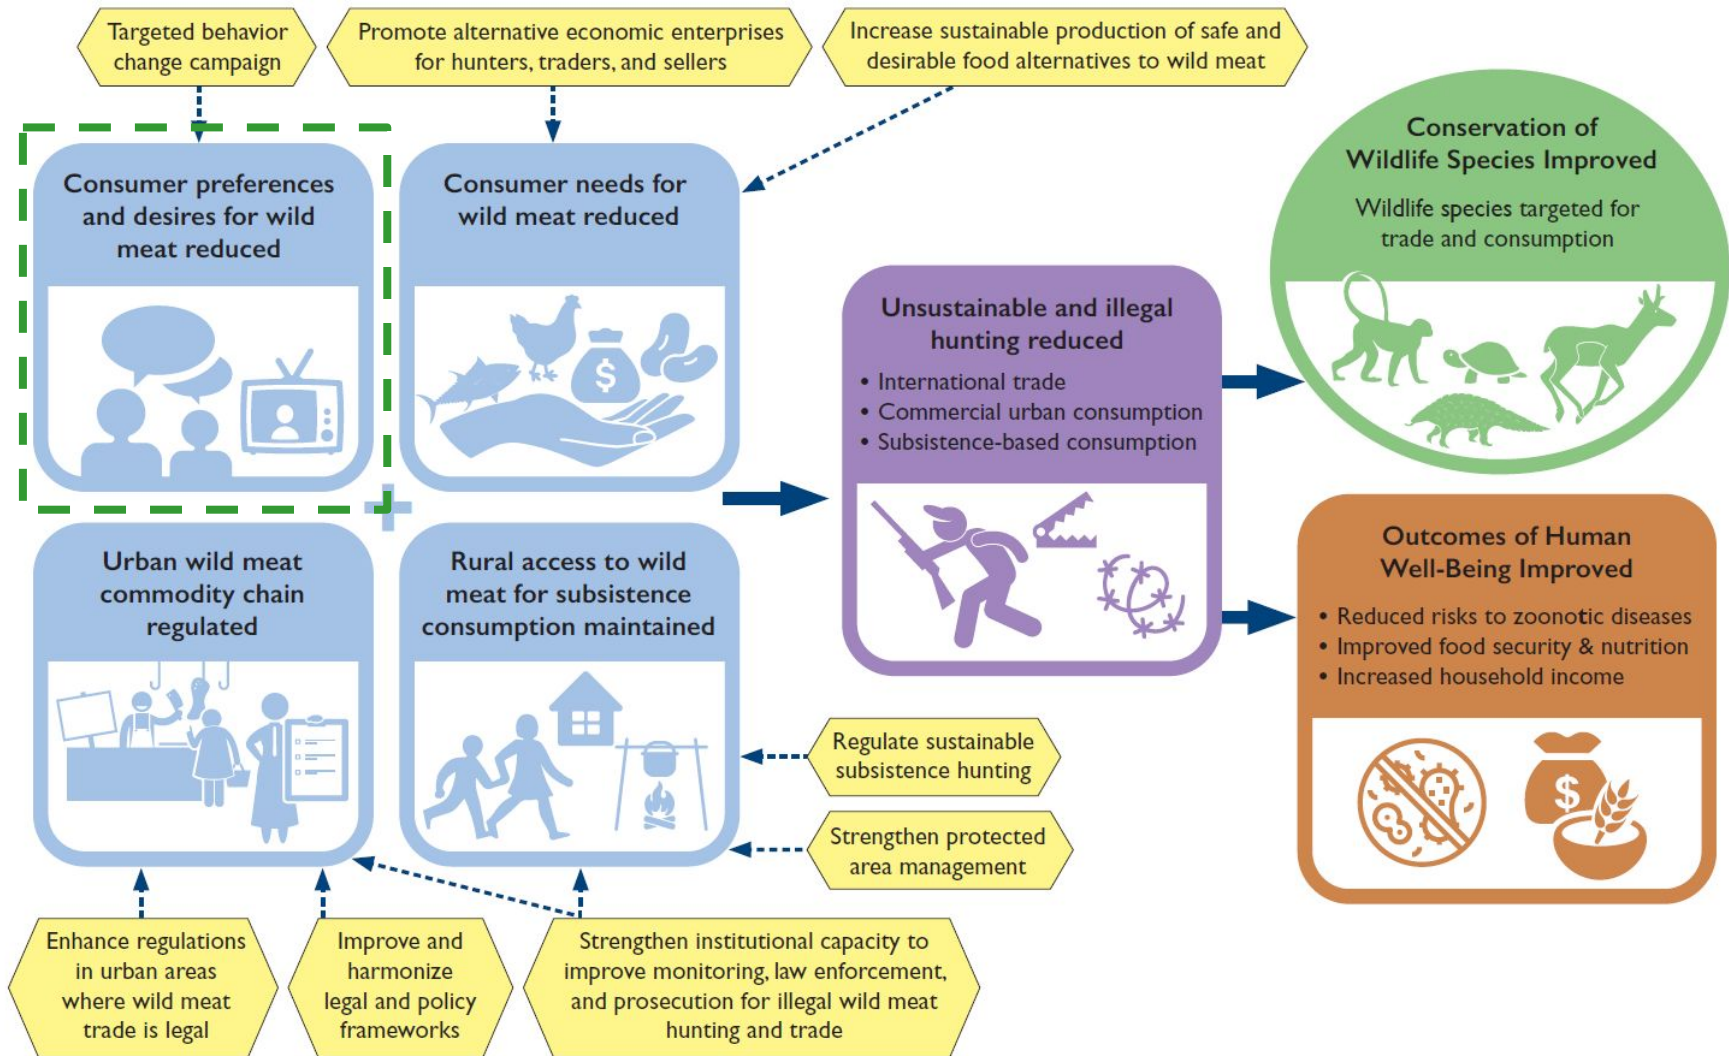 Targeted behavior
change campaign
Promote alternative economic enterprises
for hunters, traders, and sellers
Increase sustainable production of safe and
desirable food alternatives to wild meat
Consumer preferences
and desires for wild
meat reduced
Consumer needs for
wild meat reduced
$
Urban wild meat
commodity chain
regulated
Rural access to wild
meat for subsistence
consumption maintained
Unsustainable and illegal
hunting reduced
• International trade
• Commercial urban consumption
• Subsistence-based consumption
Conservation of
Wildlife Species Improved
Wildlife species targeted for
trade and consumption
Outcomes of Human
Well-Being Improved
• Reduced risks to zoonotic diseases
• Improved food security & nutrition
• Increased household income
$
Regulate sustainable
subsistence hunting
Strengthen protected
area management
Enhance regulations
in urban areas
where wild meat
trade is legal
Improve and
harmonize
legal and policy
frameworks
Strengthen institutional capacity to
improve monitoring, law enforcement,
and prosecution for illegal wild meat
hunting and trade